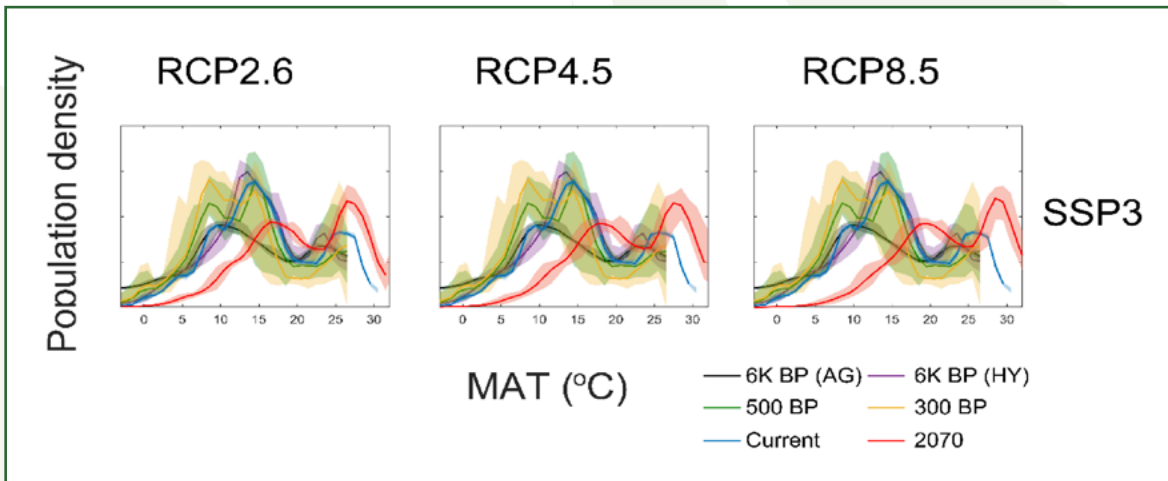 RCP2.6 RCP4.5 RCP8.5
Population density
0 5 10 15 20 25 30 0 5 10 15 20 25 30 0 5 10 15 20 25 30
SSP3
MAT (°C)
6K BP (AG) 6K BP (HY)
500 BP 300 BP
Current 2070